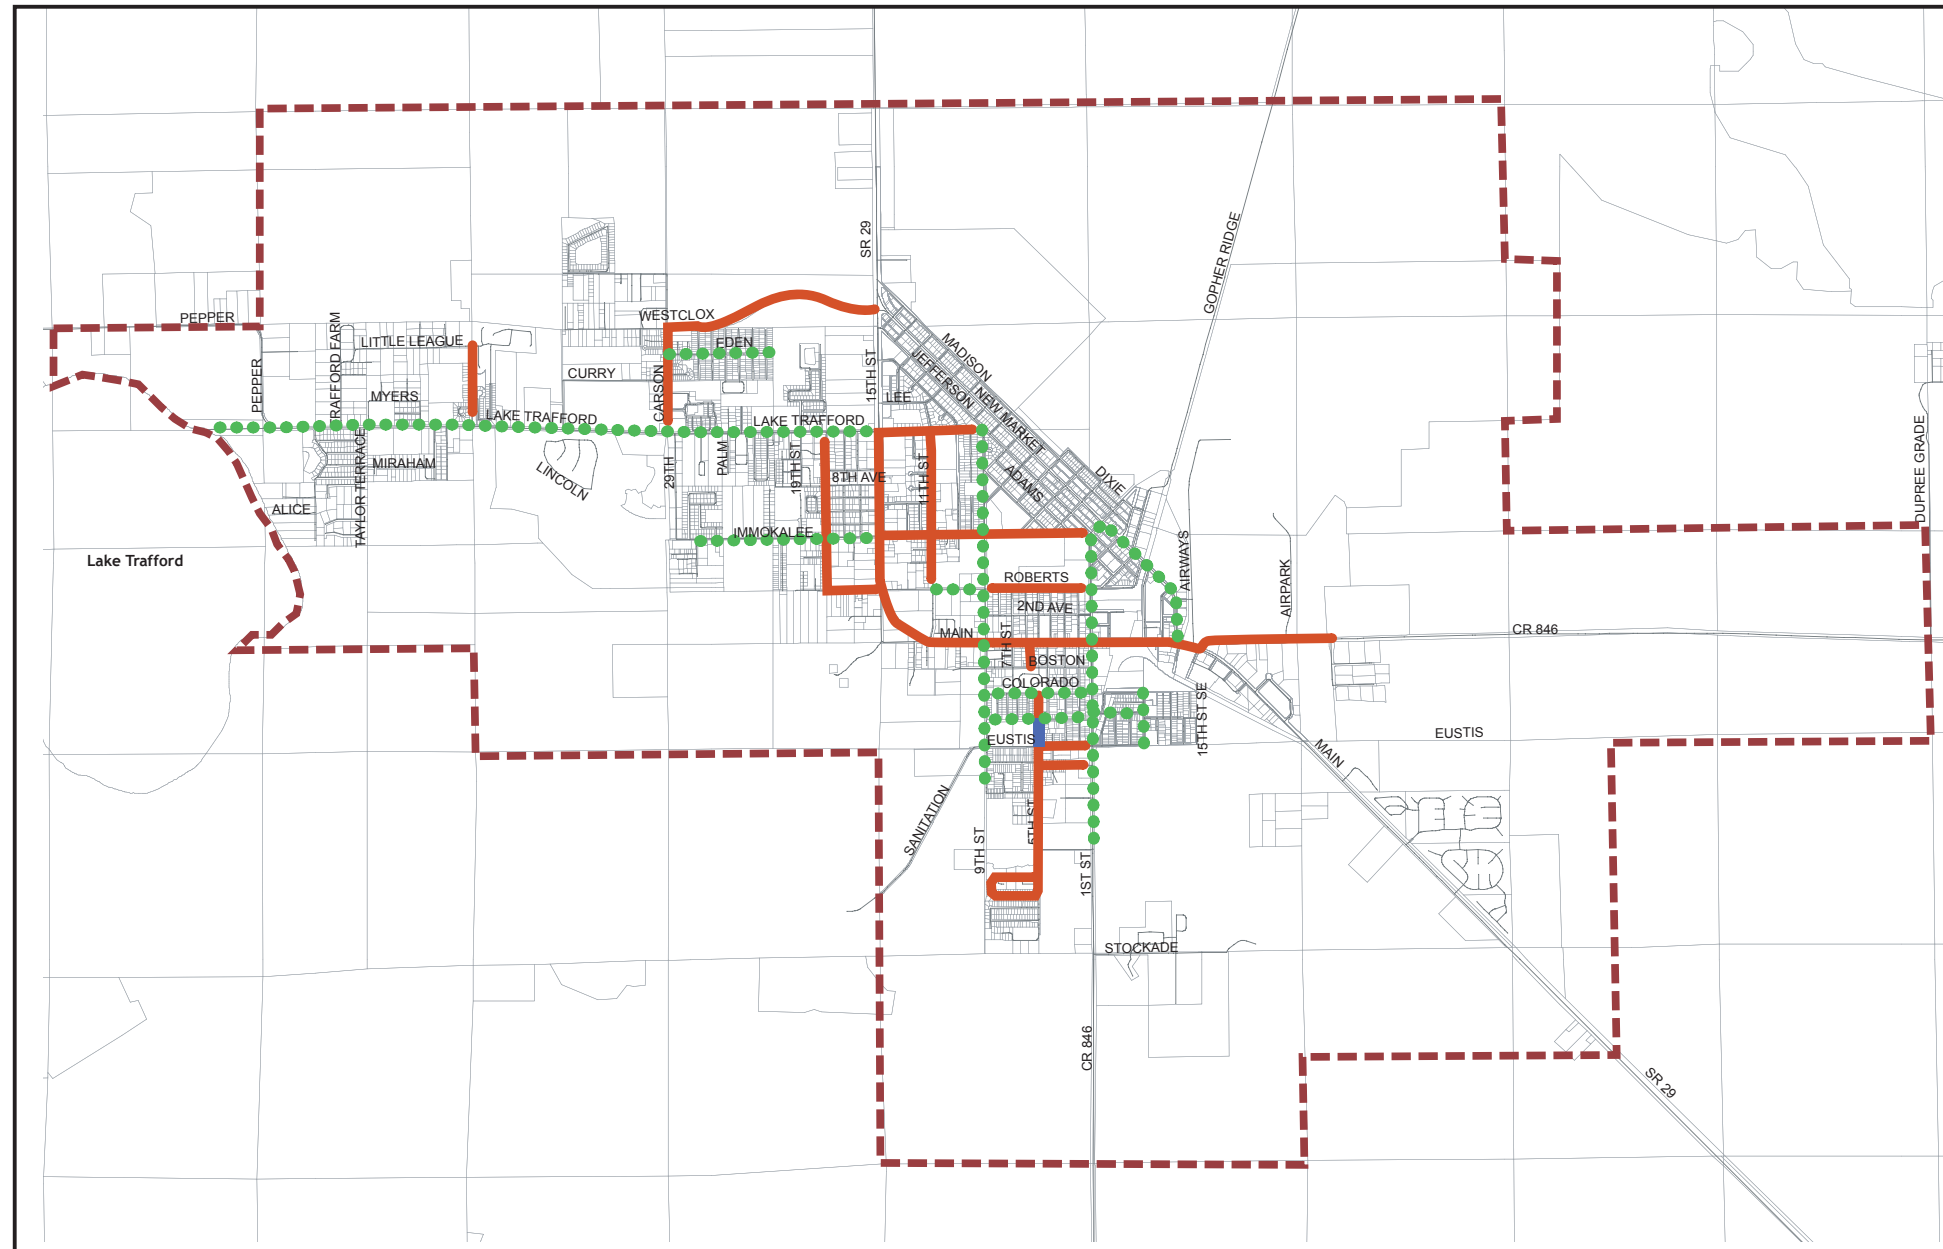 SR 29
GOPHER RIDGE
PEPPER
WESTCLOX
TRAFFORD FARM
LITTLE LEAGUE
EDEN
MADISON
15TH ST
JEFFERSON
CURRY
PEPPER
MYERS
CARSON
LEE
NEW MARKET
DUPREE GRADE
LAKE TRAFFORD
LAKE TRAFFORD
TAYLOR TERRACE
MIRAHAM
LINCOLN
29TH
PALM
19TH ST
8TH AVE
11TH ST
ADAMS
DIXIE
ALICE
IMMOKALEE
Lake Trafford
AIRWAYS
AIRPARK
ROBERTS
2ND AVE
MAIN
7TH ST
CR 846
BOSTON
COLORADO
15TH ST SE
EUSTIS
EUSTIS
MAIN
SANITATION
5TH ST
9TH ST
1ST ST
STOCKADE
CR 846
SR 29